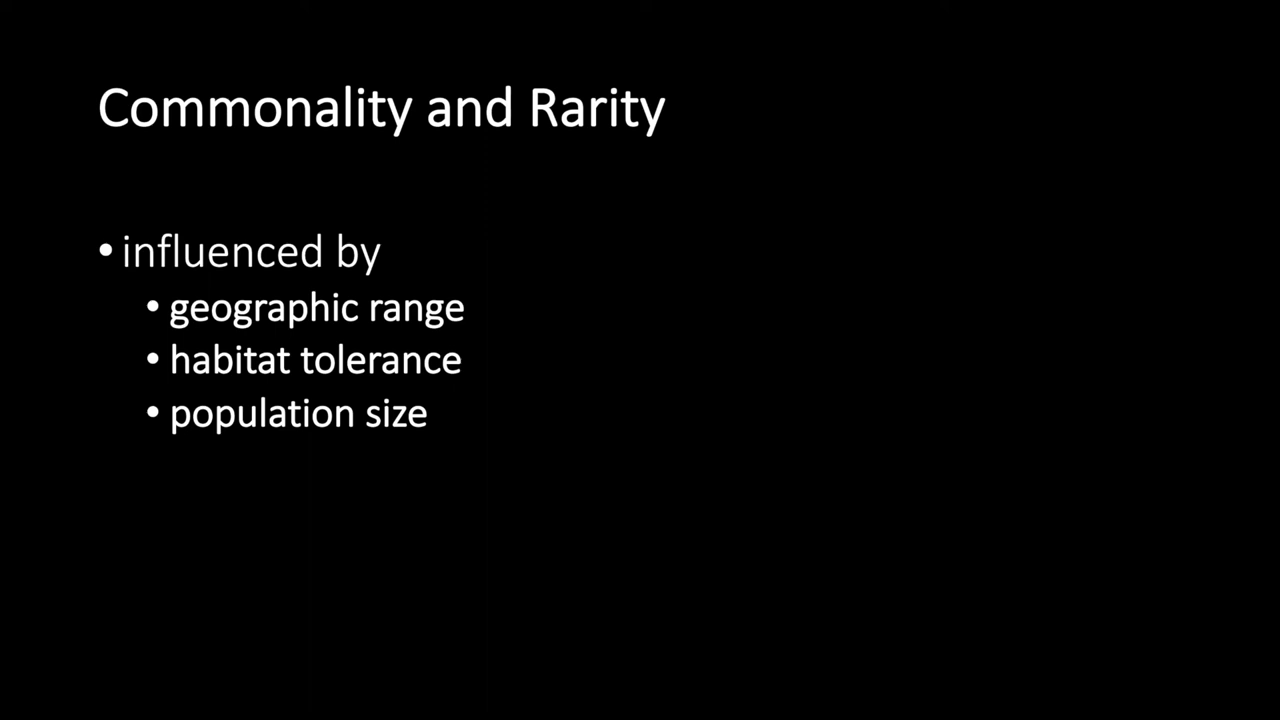 Commonality and Rarity
• influenced by
• geographic range
• habitat tolerance
• population size